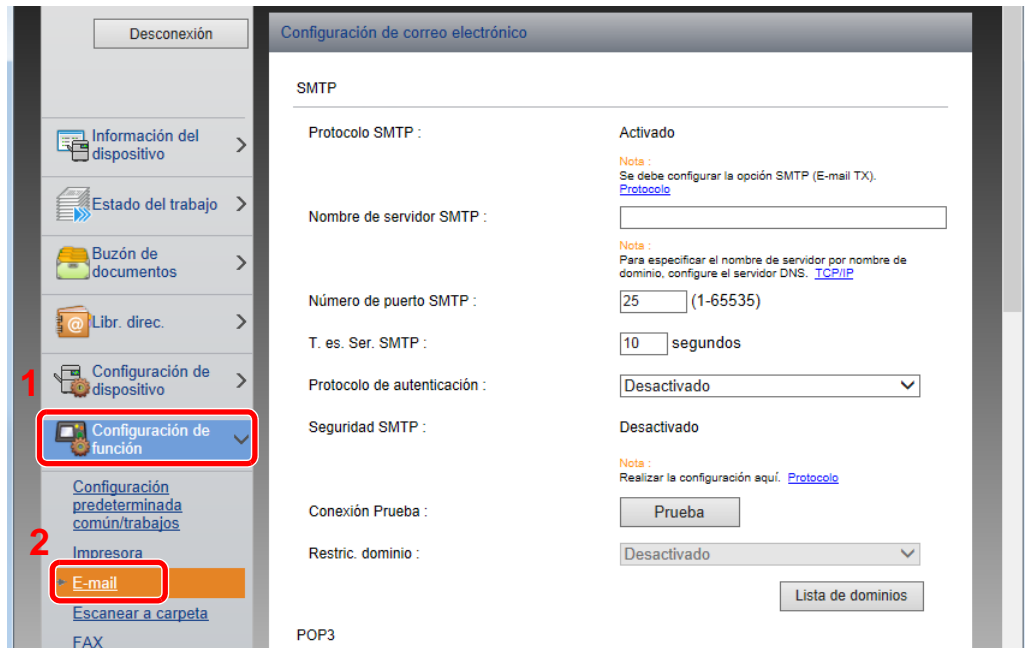 Desconexión
Información del
dispositivo
Estado del trabajo
Buzón de
documentos
Libr. direc.
1
Configuración de
dispositivo
Configuración de
función
Configuración
predeterminada
común/trabajos
2
Impresora
E-mail
Escanear a carpeta
FAX
Configuración de correo electrónico
SMTP
Protocolo SMTP :
Activado
Nota :
Se debe configurar la opción SMTP (E-mail TX).
Protocolo
Nombre de servidor SMTP :
Nota :
Para especificar el nombre de servidor por nombre de
dominio, configure el servidor DNS. TCP/IP
Número de puerto SMTP :
25 (1-65535)
T. es. Ser. SMTP :
10 segundos
Protocolo de autenticación :
Desactivado
Seguridad SMTP :
Desactivado
Nota :
Realizar la configuración aquí. Protocolo
Conexión Prueba :
Prueba
Restric. dominio :
Desactivado
Lista de dominios
POP3